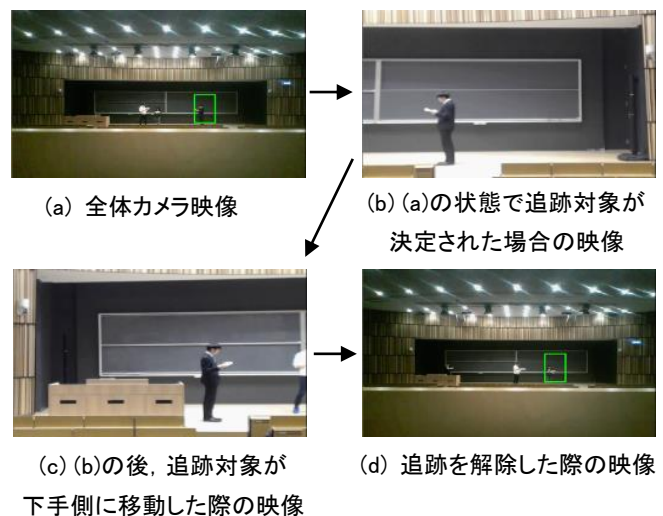 (a) 全体カメラ映像
(b) (a)の状態で追跡対象が
決定された場合の映像
(c) (b)の後，追跡対象が
下手側に移動した際の映像
(d) 追跡を解除した際の映像